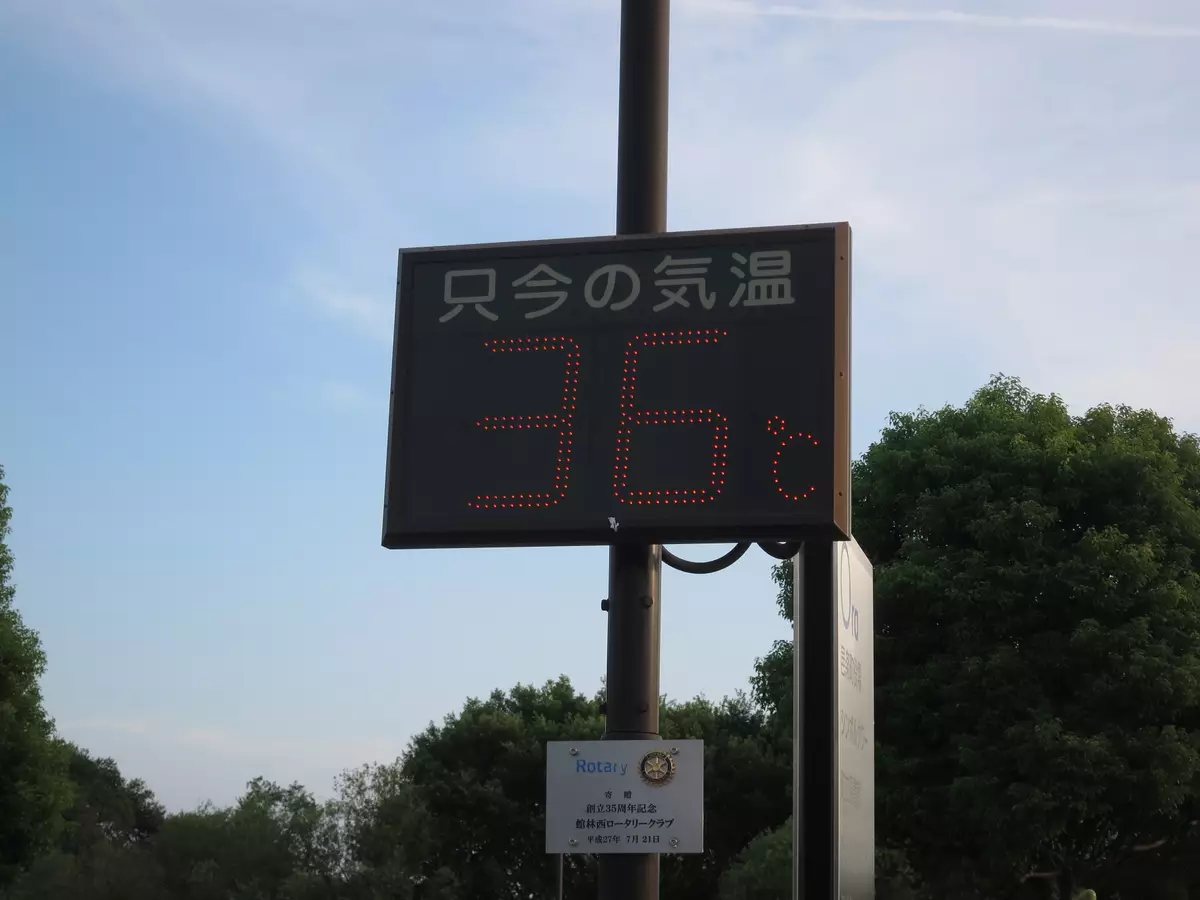 只今の気温
36℃
Rotary
寄贈
創立35周年記念
館林西ロータリークラブ
平成27年 7月21日